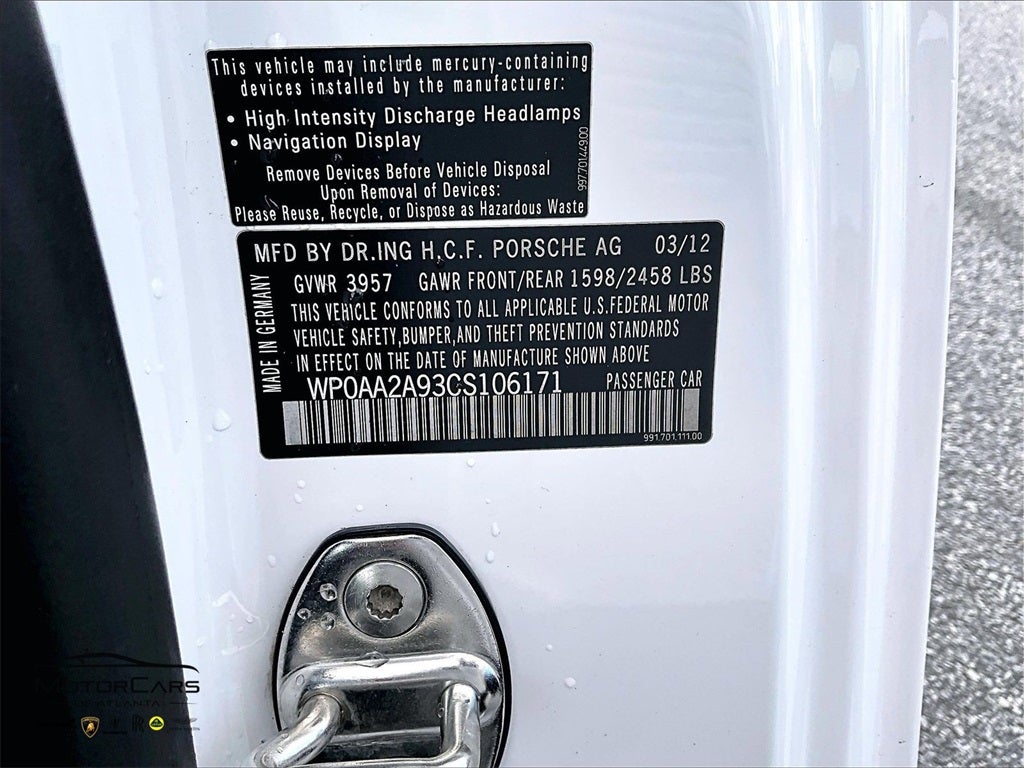 This vehicle may include mercury-containing
devices installed by the manufacturer:
• High Intensity Discharge Headlamps
• Navigation Display
Remove Devices Before Vehicle Disposal
Upon Removal of Devices:
Please Reuse, Recycle, or Dispose as Hazardous Waste
99770144900
MFD BY DR.ING H.C.F. PORSCHE AG 03/12
GVWR 3957 GAWR FRONT/REAR 1598/2458 LBS
THIS VEHICLE CONFORMS TO ALL APPLICABLE U.S.FEDERAL MOTOR
VEHICLE SAFETY,BUMPER,AND THEFT PREVENTION STANDARDS
IN EFFECT ON THE DATE OF MANUFACTURE SHOWN ABOVE
WP0AA2A93CS106171 PASSENGER CAR
991.701.111.00
MADE IN GERMANY
MOTORCARS
OF ATLANTA